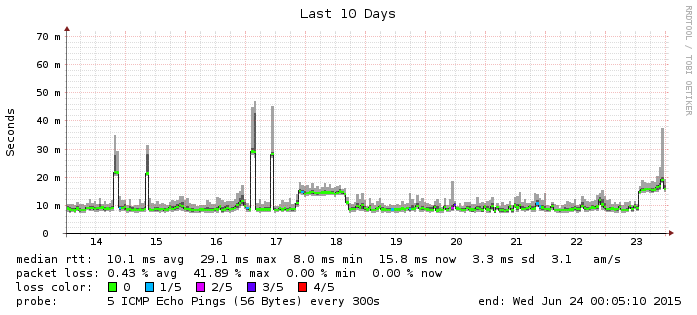 Last 10 Days
RRDTOOL / TOBI OETIKER
Seconds
70 m
60 m
50 m
40 m
30 m
20 m
10 m
0
14 15 16 17 18 19 20 21 22 23
median rtt: 10.1 ms avg 29.1 ms max 8.0 ms min 15.8 ms now 3.3 ms sd 3.1 am/s
packet loss: 0.43 % avg 41.89 % max 0.00 % min 0.00 % now
loss color: 0 1/5 2/5 3/5 4/5
probe: 5 ICMP Echo Pings (56 Bytes) every 300s end: Wed Jun 24 00:05:10 2015